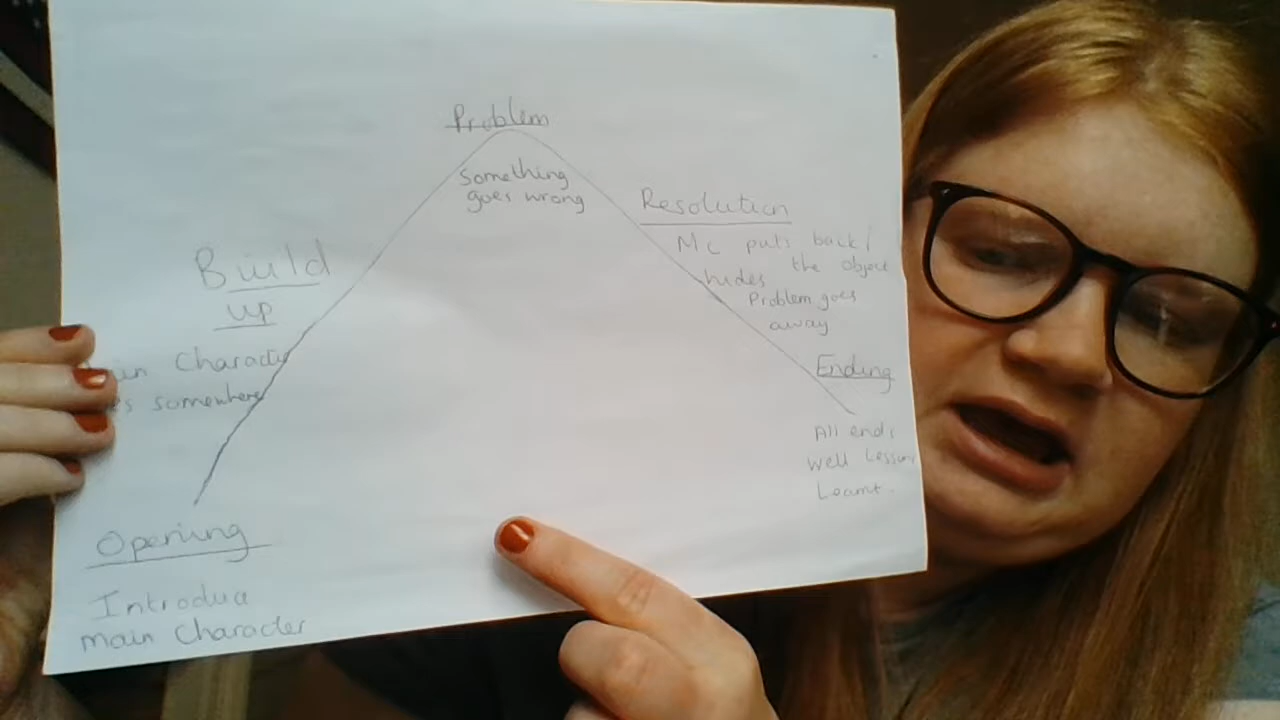 Problem
Something
goes wrong
Resolution
Mc puts back/
hides the object
Problem goes
away
Ending
All ends
well Lesson
Learnt.
Build
up
Character
somewhere
Opening
Introduce
main Character